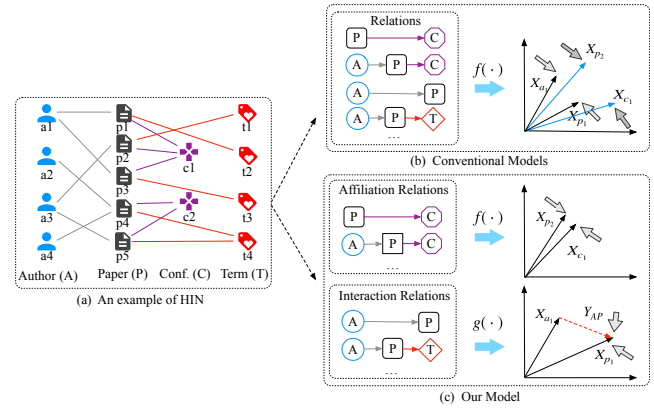 a1
a2
a3
a4
p1
p2
p3
p4
p5
c1
c2
t1
t2
t3
t4
Author (A) Paper (P) Conf. (C) Term (T)
(a) An example of HIN
Relations
P C
A P C
A P
A P T
...
f(·)
X_{p_2}
X_{a_1}
X_{c_1}
X_{p_1}
(b) Conventional Models
Affiliation Relations
P C
A P C
...
f(·)
X_{p_2}
X_{c_1}
Interaction Relations
A P
A P T
...
g(·)
X_{a_1}
Y_{AP}
X_{p_1}
(c) Our Model